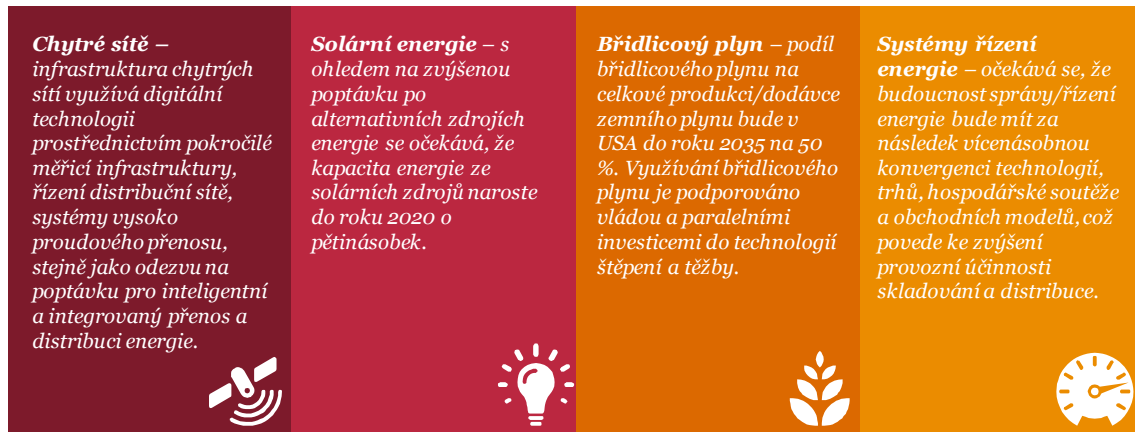 Chytré sítě –
infrastruktura chytrých
sítí využívá digitální
technologii
prostřednictvím pokročilé
měřicí infrastruktury,
řízení distribuční sítě,
systémy vysoko
proudového přenosu,
stejně jako odezvu na
poptávku pro inteligentní
a integrovaný přenos a
distribuci energie.
Solární energie – s
ohledem na zvýšenou
poptávku po
alternativních zdrojích
energie se očekává, že
kapacita energie ze
solárních zdrojů naroste
do roku 2020 o
pětinásobek.
Břidlicový plyn – podíl
břidlicového plynu na
celkové produkci/dodávce
zemního plynu bude v
USA do roku 2035 na 50
%. Využívání břidlicového
plynu je podporováno
vládou a paralelními
investicemi do technologií
štěpení a těžby.
Systémy řízení
energie – očekává se, že
budoucnost správy/řízení
energie bude mít za
následek vícenásobnou
konvergenci technologií,
trhů, hospodářské soutěže
a obchodních modelů, což
povede ke zvýšení
provozní účinnosti
skladování a distribuce.